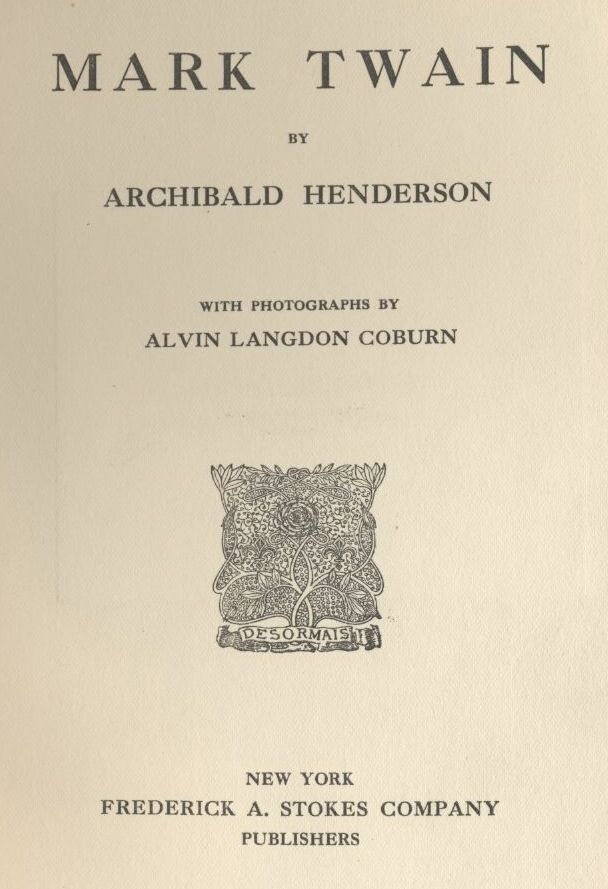 MARK TWAIN
BY
ARCHIBALD HENDERSON
WITH PHOTOGRAPHS BY
ALVIN LANGDON COBURN
DESORMAIS
NEW YORK
FREDERICK A. STOKES COMPANY
PUBLISHERS